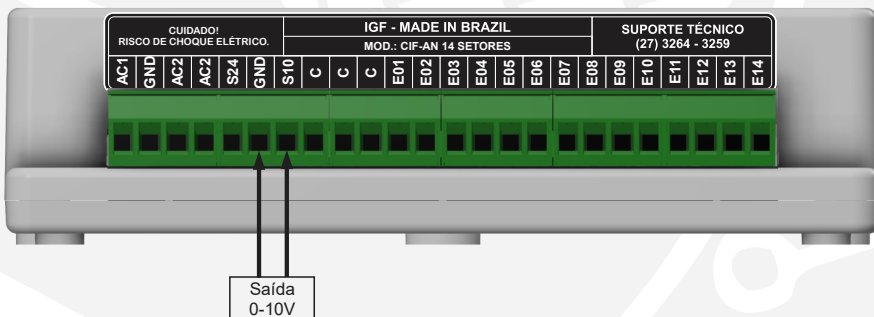 CUIDADO!
RISCO DE CHOQUE ELÉTRICO.
IGF - MADE IN BRAZIL
MOD.: CIF-AN 14 SETORES
SUPORTE TÉCNICO
(27) 3264 - 3259
AC1 GND AC2 AC2 S24 GND S10 C C C E01 E02 E03 E04 E05 E06 E07 E08 E09 E10 E11 E12 E13 E14
Saída
0-10V